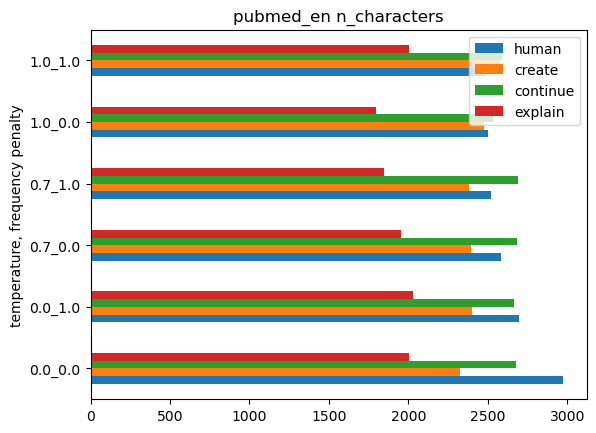 pubmed_en n_characters
human
create
continue
explain
temperature, frequency penalty
1.0_1.0
1.0_0.0
0.7_1.0
0.7_0.0
0.0_1.0
0.0_0.0
0 500 1000 1500 2000 2500 3000